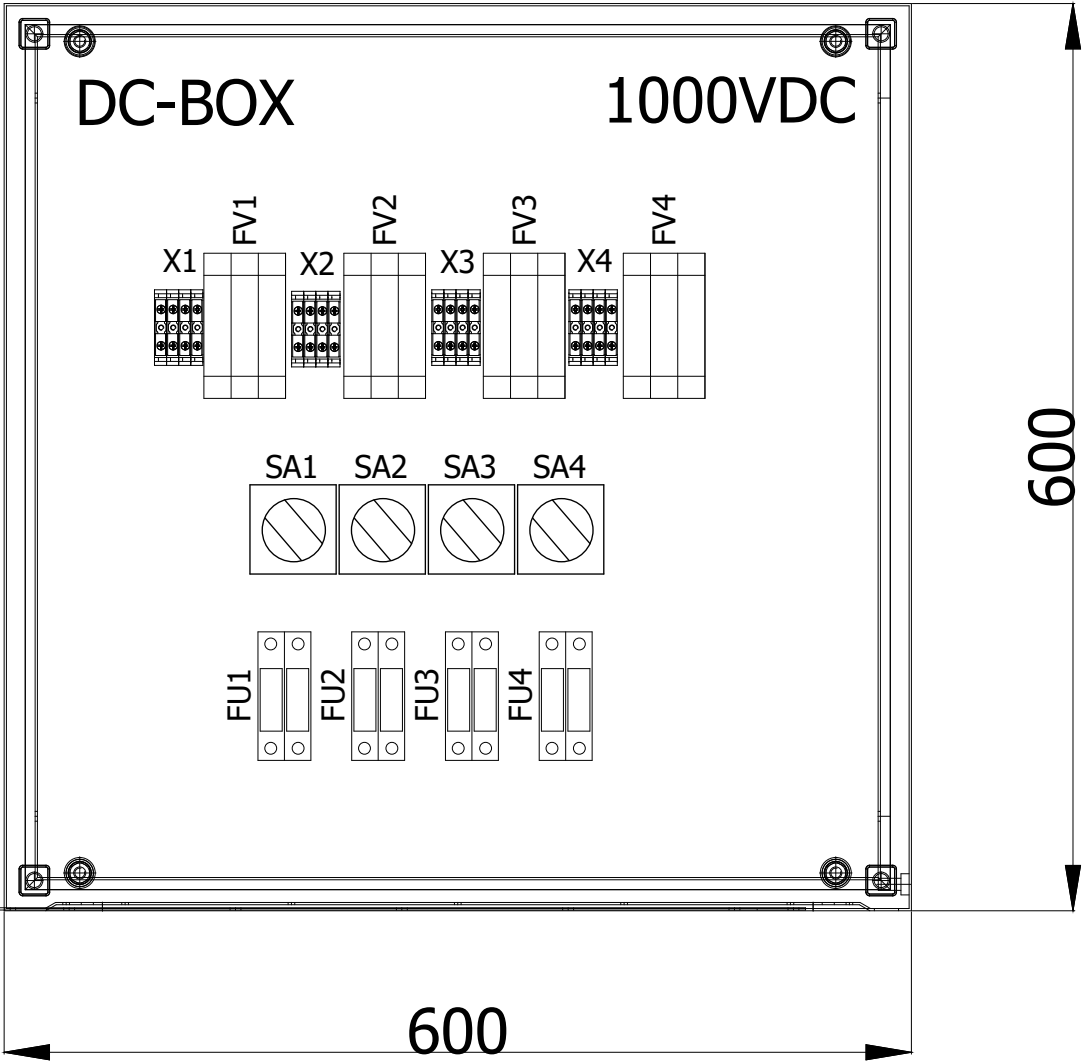 DC-BOX 1000VDC
FV1 FV2 FV3 FV4
X1 X2 X3 X4
SA1 SA2 SA3 SA4
FU1 FU2 FU3 FU4
600
600